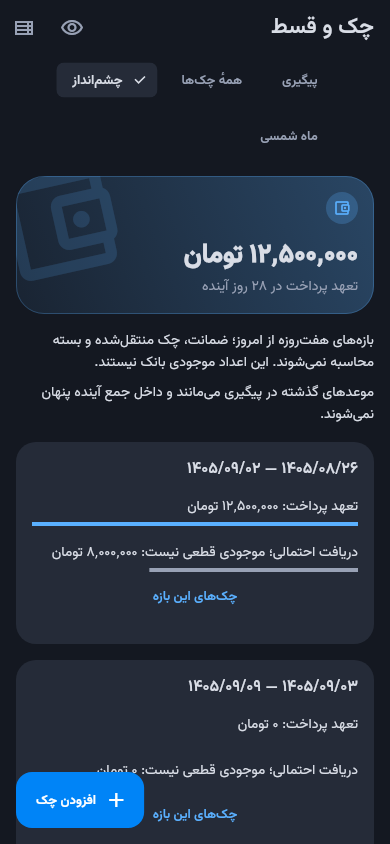 چک و قسط
پیگیری
همهٔ چک‌ها
چشم‌انداز
ماه شمسی
۱۲,۵۰۰,۰۰۰ تومان
تعهد پرداخت در ۲۸ روز آینده
بازه‌های هفت‌روزه از امروز؛ ضمانت، چک منتقل‌شده و بسته
محاسبه نمی‌شوند. این اعداد موجودی بانک نیستند.
موعدهای گذشته در پیگیری می‌مانند و داخل جمع آینده پنهان
نمی‌شوند.
۱۴۰۵/۰۸/۲۶ — ۱۴۰۵/۰۹/۰۲
تعهد پرداخت: ۱۲,۵۰۰,۰۰۰ تومان
دریافت احتمالی؛ موجودی قطعی نیست: ۸,۰۰۰,۰۰۰ تومان
چک‌های این بازه
۱۴۰۵/۰۹/۰۳ — ۱۴۰۵/۰۹/۰۹
تعهد پرداخت: ۰ تومان
دریافت احتمالی؛ موجودی قطعی نیست: ۰ تومان
چک‌های این بازه
افزودن چک